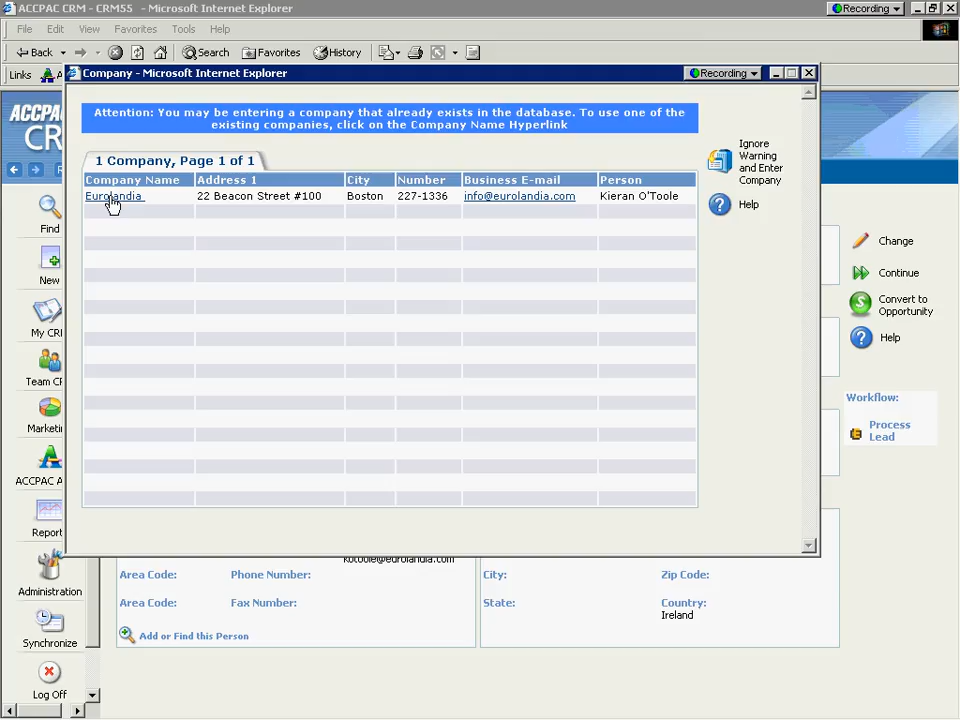 ACCPAC CRM - CRM55 - Microsoft Internet Explorer
Recording
File Edit View Favorites Tools Help
Back Search Favorites History
Links
Company - Microsoft Internet Explorer
Recording
ACCPAC
CR
Attention: You may be entering a company that already exists in the database. To use one of the
existing companies, click on the Company Name Hyperlink
Ignore
Warning
and Enter
Company
Help
1 Company, Page 1 of 1
Company Name Address 1 City Number Business E-mail Person
Eurolandia 22 Beacon Street #100 Boston 227-1336 info@eurolandia.com Kieran O'Toole
Find
New
My CRI
Team CF
Marketi
ACCPAC A
Report
Administration
Synchronize
Log Off
Change
Continue
Convert to
Opportunity
Help
Workflow:
Process
Lead
kotoole@eurolandia.com
Area Code: Phone Number: City: Zip Code:
Area Code: Fax Number: State: Country:
Ireland
Add or Find this Person